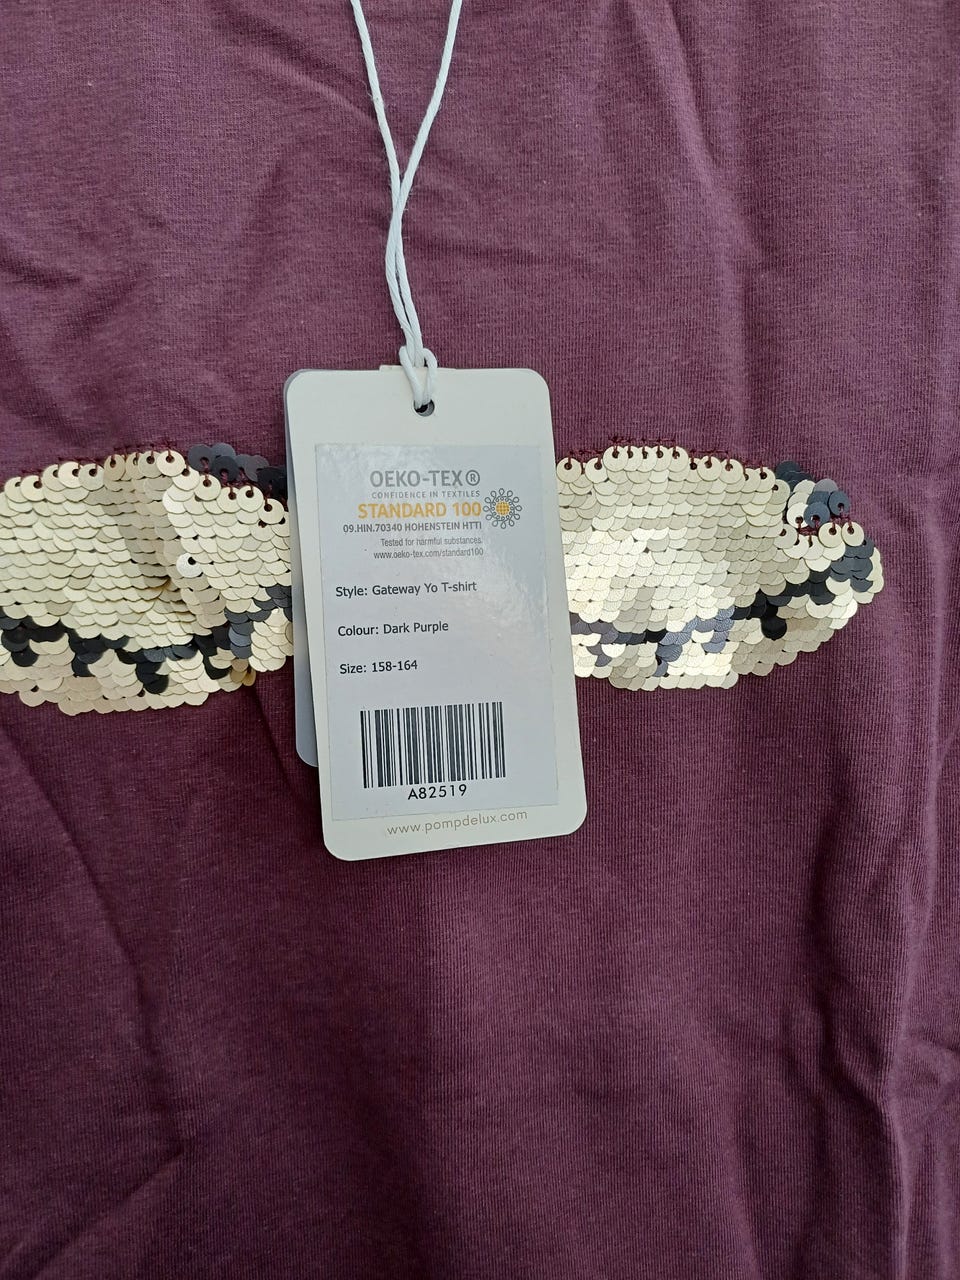 OEKO-TEX®
CONFIDENCE IN TEXTILES
STANDARD 100
09.HIN.70340 HOHENSTEIN HTTI
Tested for harmful substances.
www.oeko-tex.com/standard100
Style: Gateway Yo T-shirt
Colour: Dark Purple
Size: 158-164
A82519
www.pompdelux.com